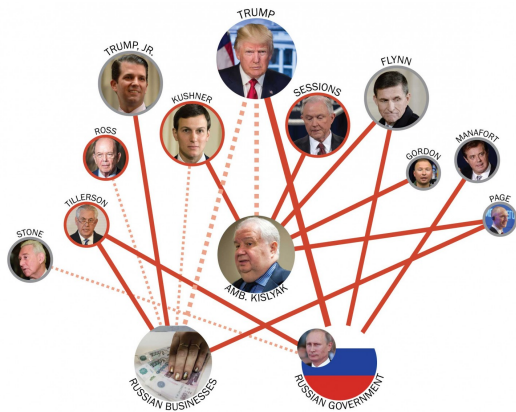 TRUMP
TRUMP, JR.
FLYNN
KUSHNER
SESSIONS
ROSS
MANAFORT
GORDON
TILLERSON
PAGE
STONE
AMB. KISLYAK
RUSSIAN BUSINESSES
RUSSIAN GOVERNMENT